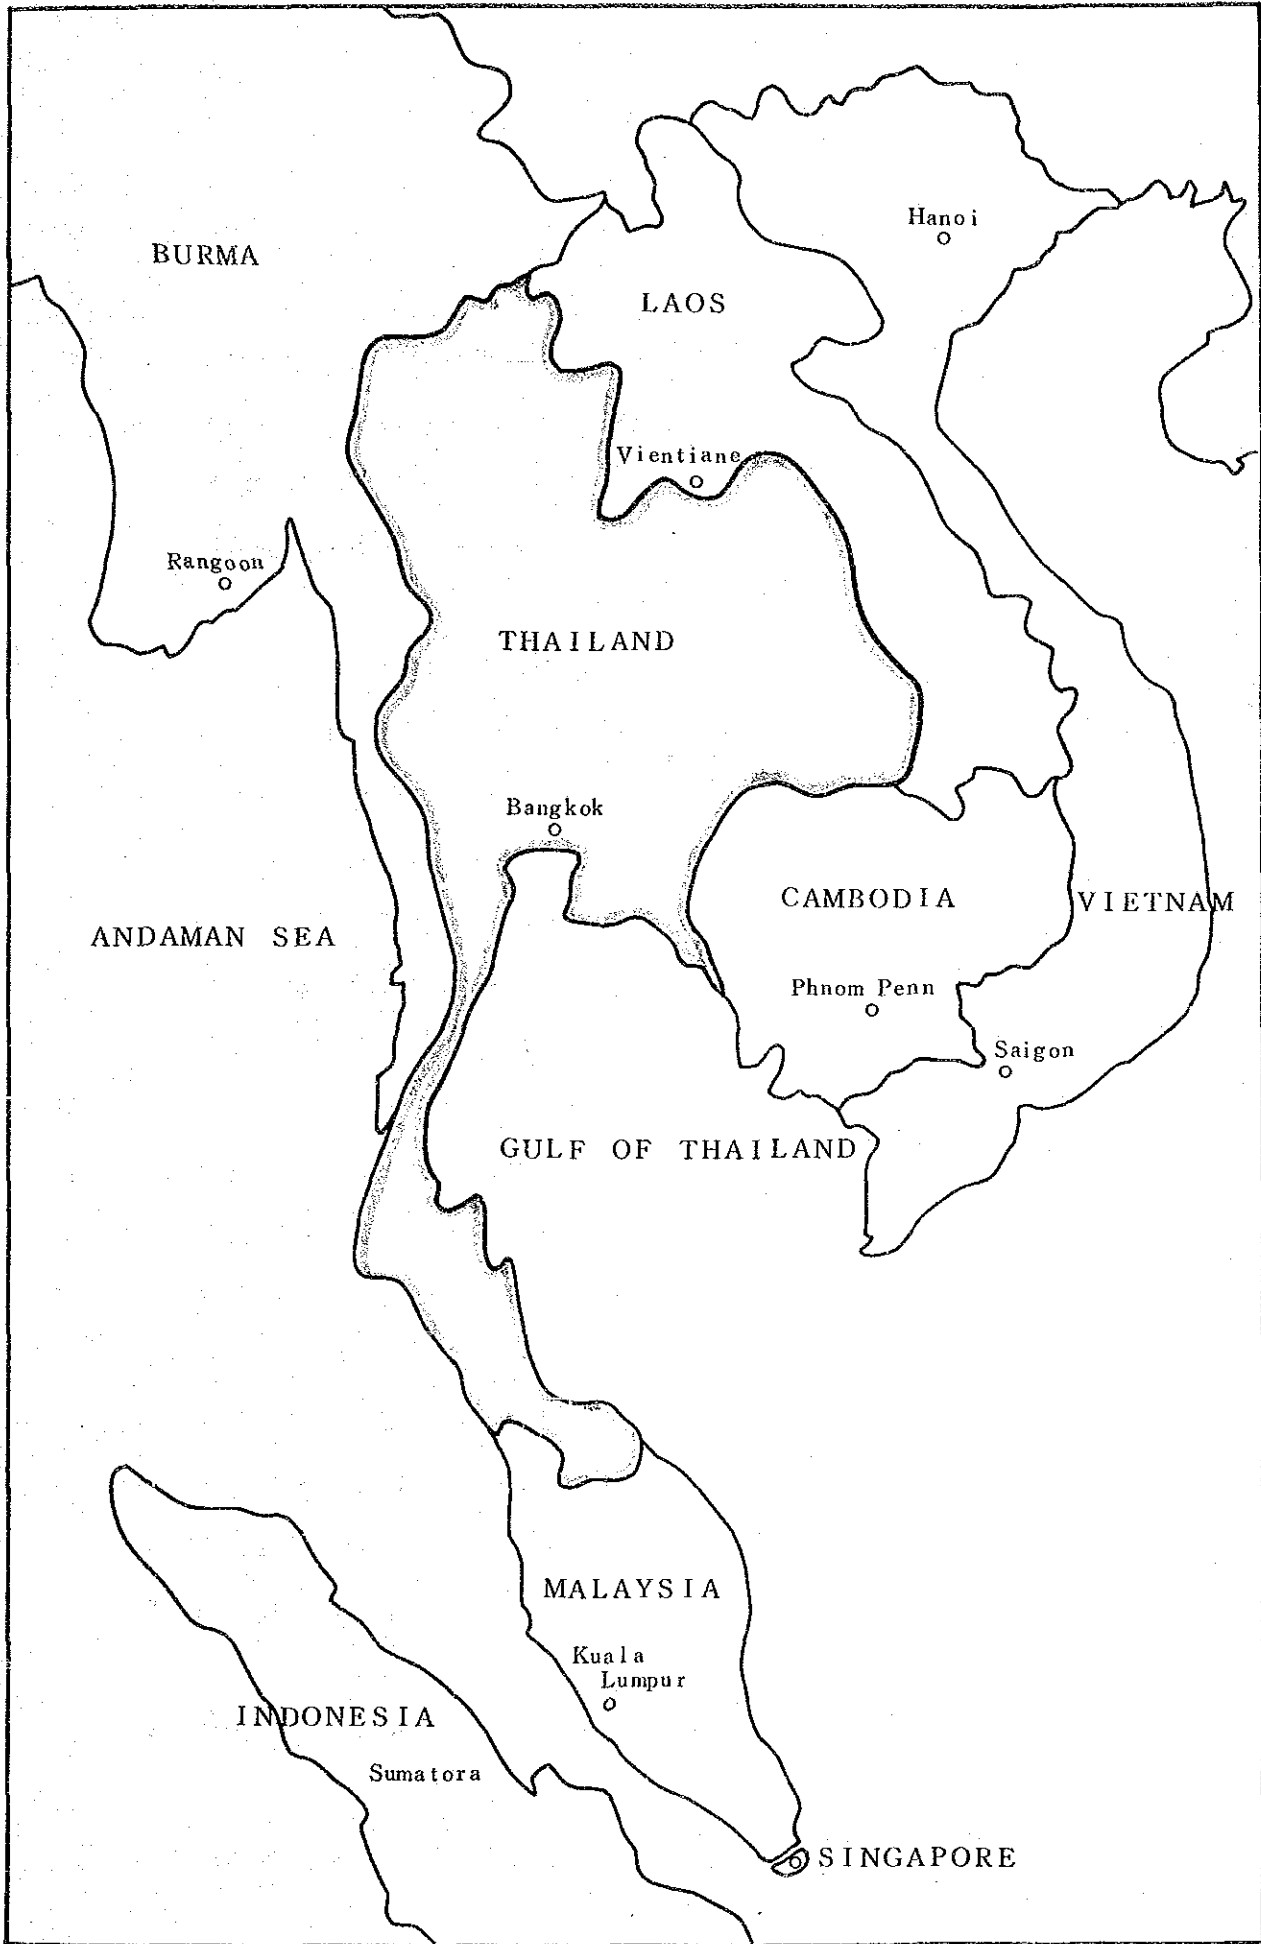 Hanoi
BURMA
LAOS
Vientiane
Rangoon
THAILAND
Bangkok
CAMBODIA
VIETNAM
ANDAMAN SEA
Phnom Penn
Saigon
GULF OF THAILAND
MALAYSIA
Kuala
Lumpur
INDONESIA
Sumatora
SINGAPORE